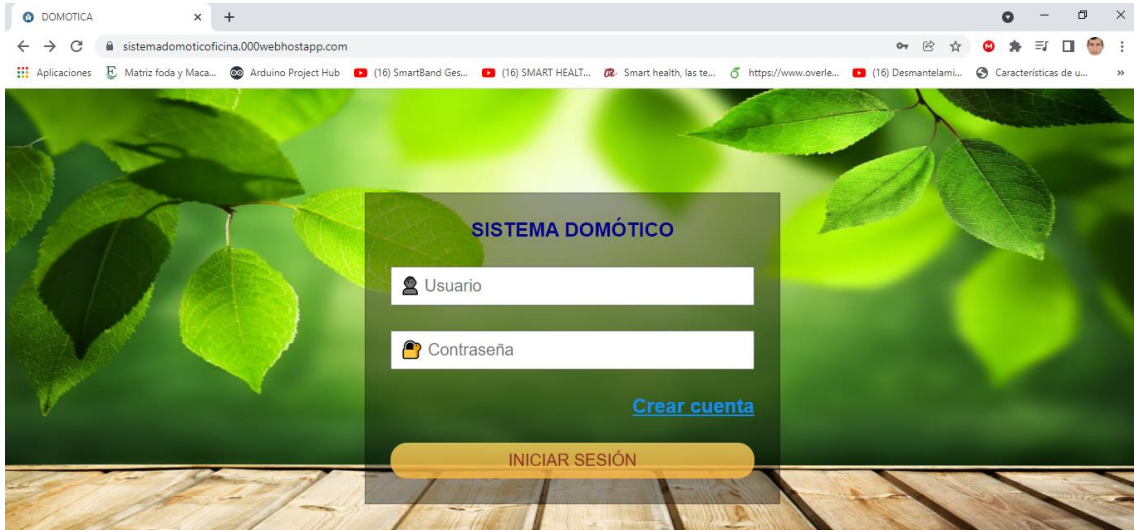 DOMOTICA
sistemadomoticoficina.000webhostapp.com
Aplicaciones Matriz foda y Maca... Arduino Project Hub (16) SmartBand Ges... (16) SMART HEALT... Smart health, las te... https://www.overle... (16) Desmantelami... Características de u... »
SISTEMA DOMÓTICO
Usuario
Contraseña
Crear cuenta
INICIAR SESIÓN